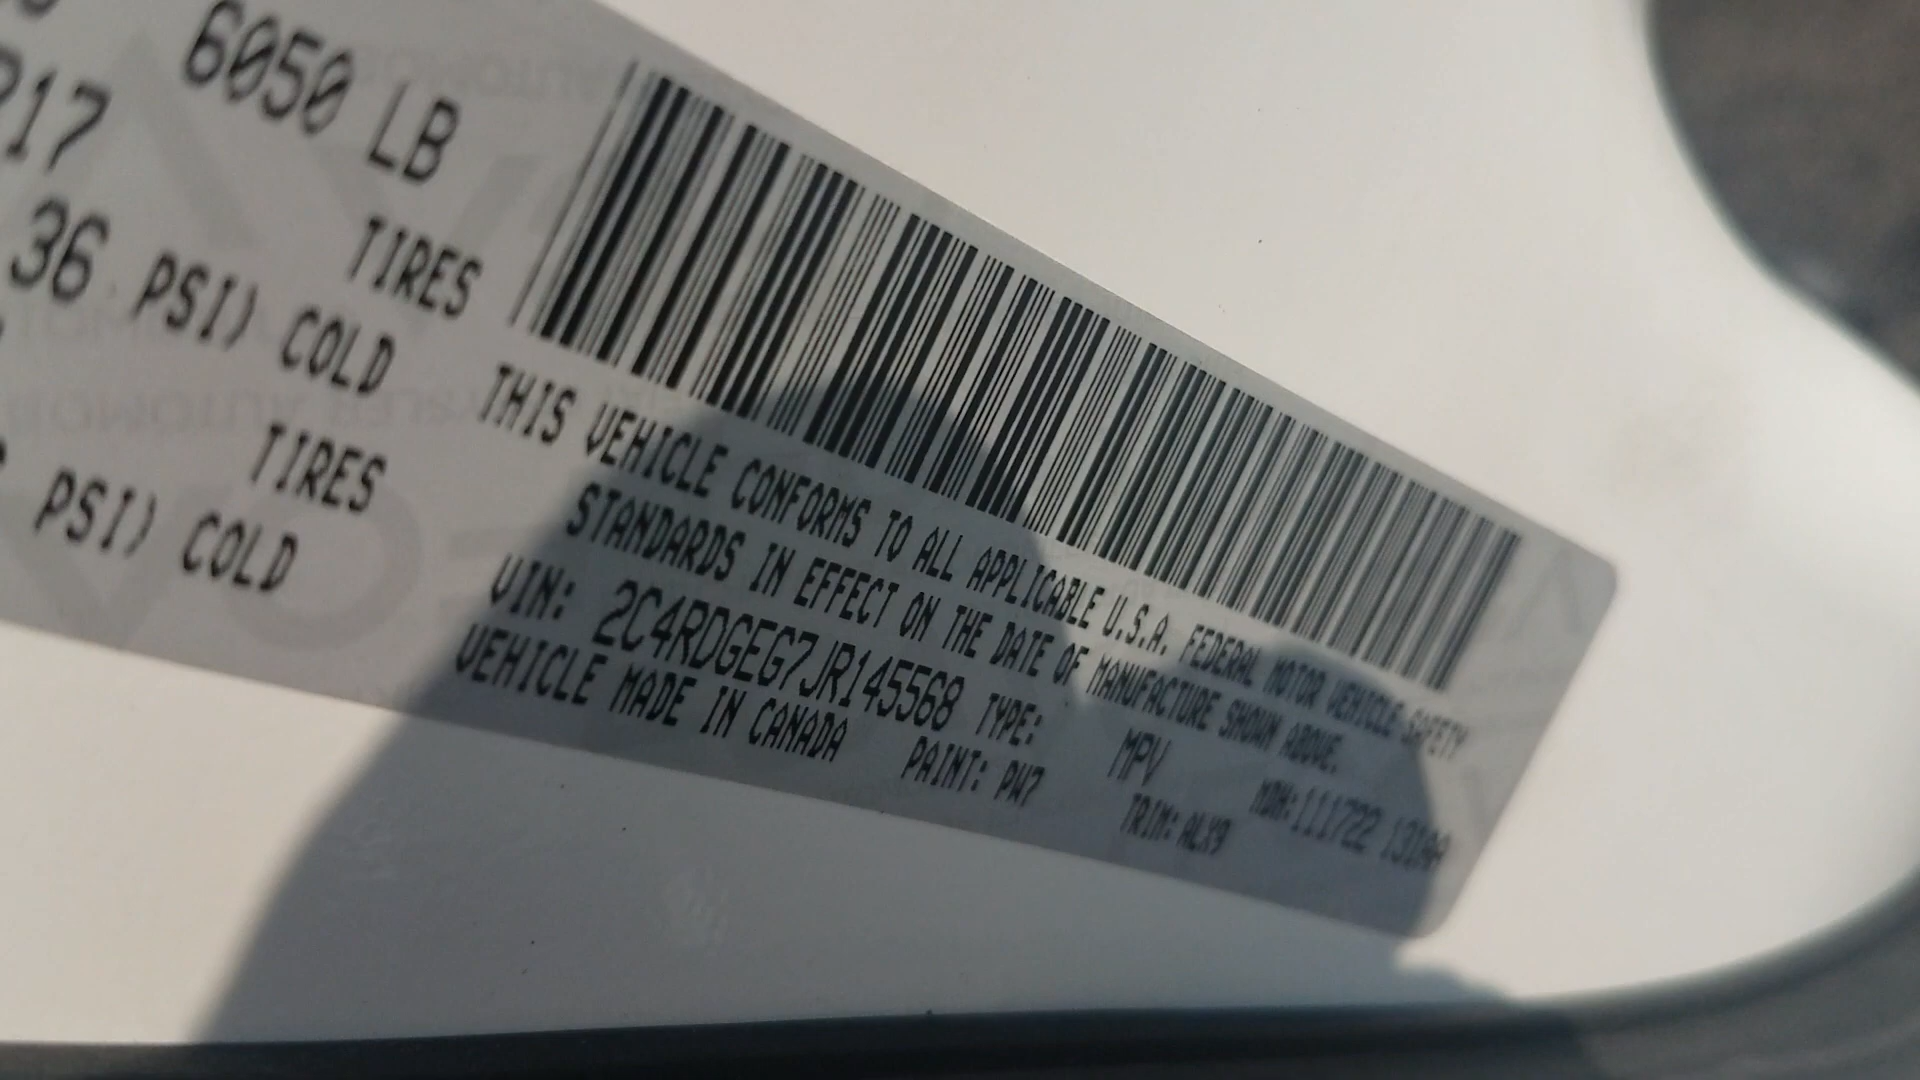 6050 LB
R17
TIRES
36 PSI) COLD
TIRES
PSI) COLD
THIS VEHICLE CONFORMS TO ALL APPLICABLE U.S.A. FEDERAL MOTOR VEHICLE SAFETY
STANDARDS IN EFFECT ON THE DATE OF MANUFACTURE SHOWN ABOVE.
VIN: 2C4RDGEG7JR145568 TYPE: MPV MDH:111722
VEHICLE MADE IN CANADA PAINT: PW7 TRIM: ALX9